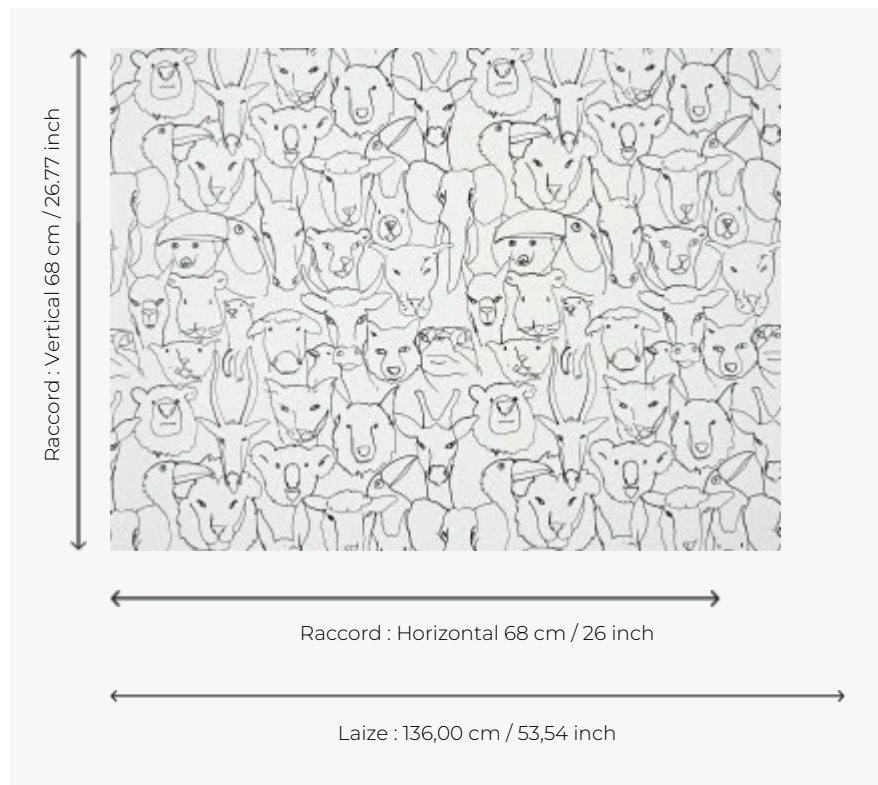 Raccord : Vertical 68 cm / 26.77 inch
Raccord : Horizontal 68 cm / 26 inch
Laize : 136,00 cm / 53,54 inch